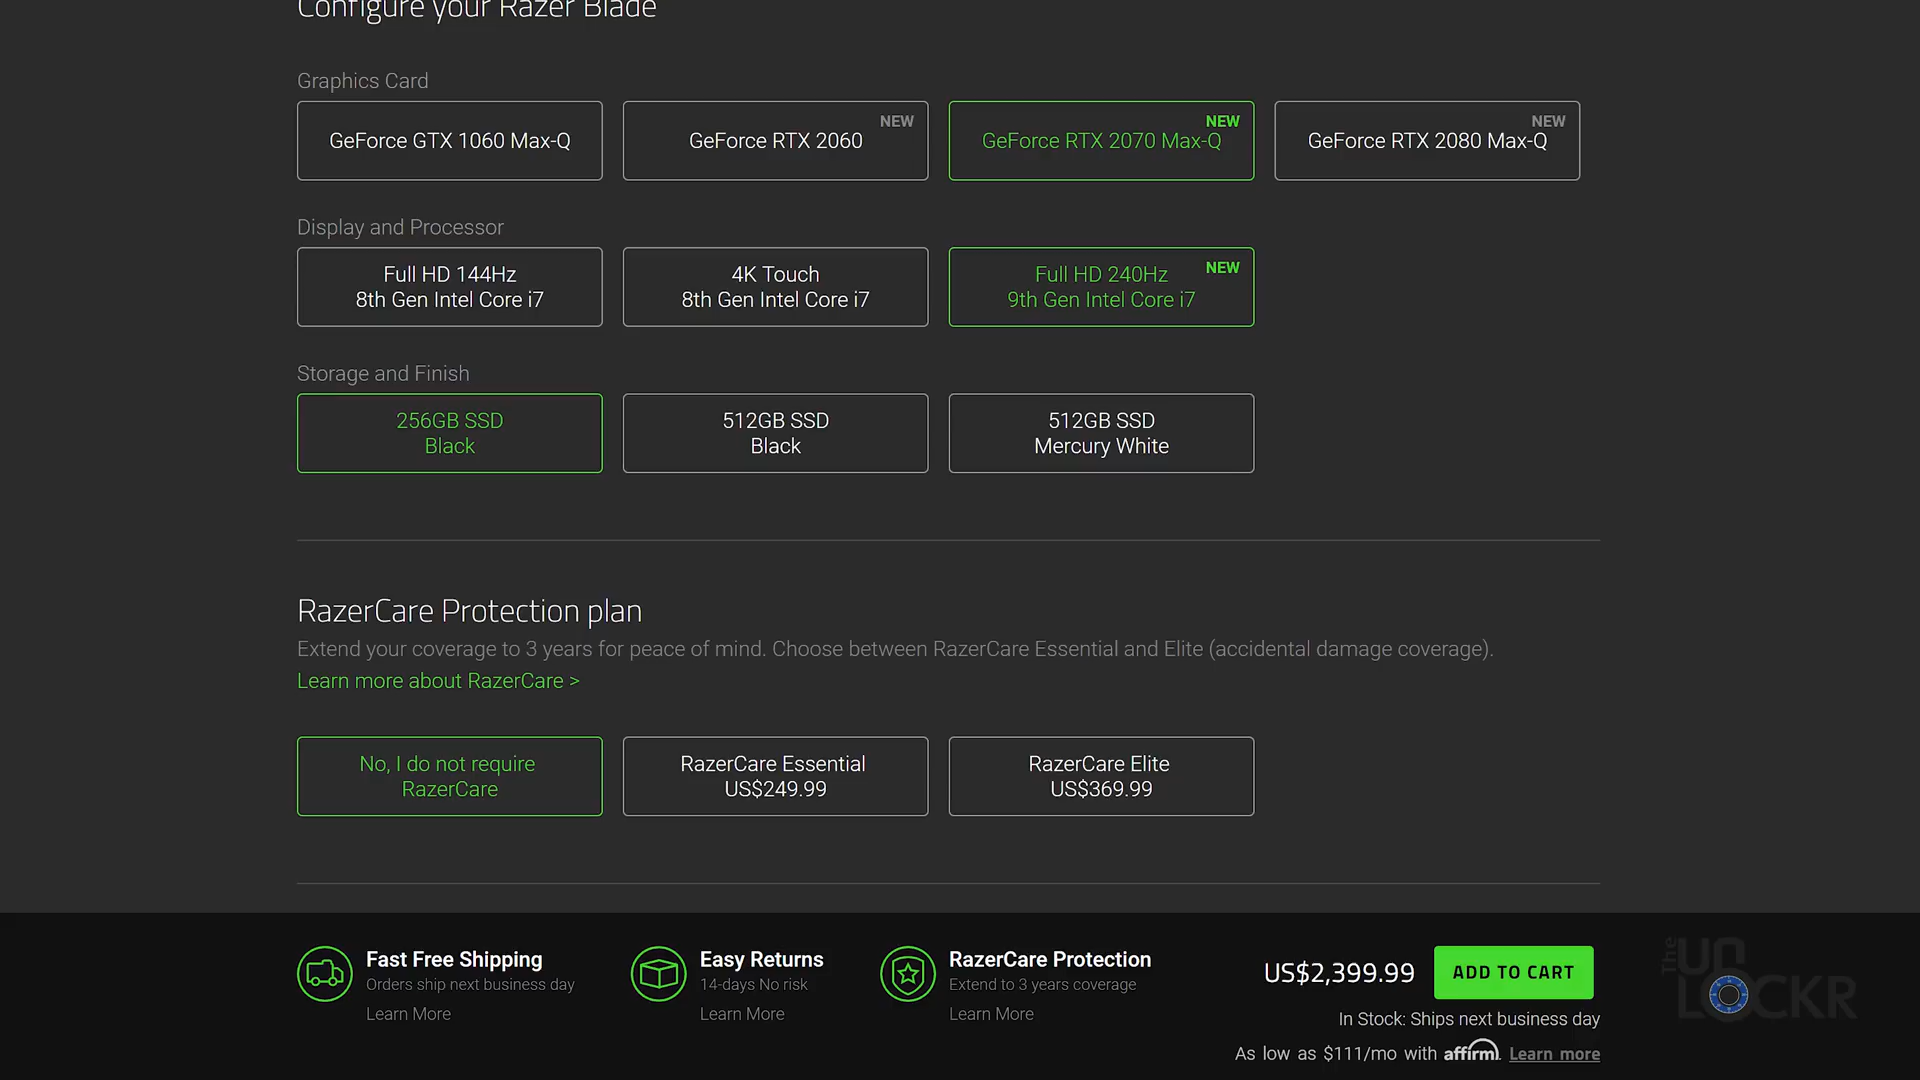 Configure your Razer Blade
Graphics Card
GeForce GTX 1060 Max-Q
NEW
GeForce RTX 2060
NEW
GeForce RTX 2070 Max-Q
NEW
GeForce RTX 2080 Max-Q
Display and Processor
Full HD 144Hz
8th Gen Intel Core i7
4K Touch
8th Gen Intel Core i7
NEW
Full HD 240Hz
9th Gen Intel Core i7
Storage and Finish
256GB SSD
Black
512GB SSD
Black
512GB SSD
Mercury White
RazerCare Protection plan
Extend your coverage to 3 years for peace of mind. Choose between RazerCare Essential and Elite (accidental damage coverage).
Learn more about RazerCare >
No, I do not require
RazerCare
RazerCare Essential
US$249.99
RazerCare Elite
US$369.99
Fast Free Shipping
Orders ship next business day
Learn More
Easy Returns
14-days No risk
Learn More
RazerCare Protection
Extend to 3 years coverage
Learn More
US$2,399.99
ADD TO CART
In Stock: Ships next business day
As low as $111/mo with affirm. Learn more
The UN
LOCKR